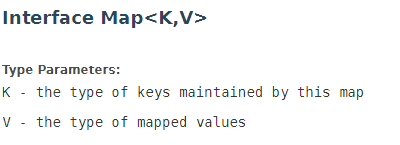 Interface Map<K,V>
Type Parameters:
K - the type of keys maintained by this map
V - the type of mapped values